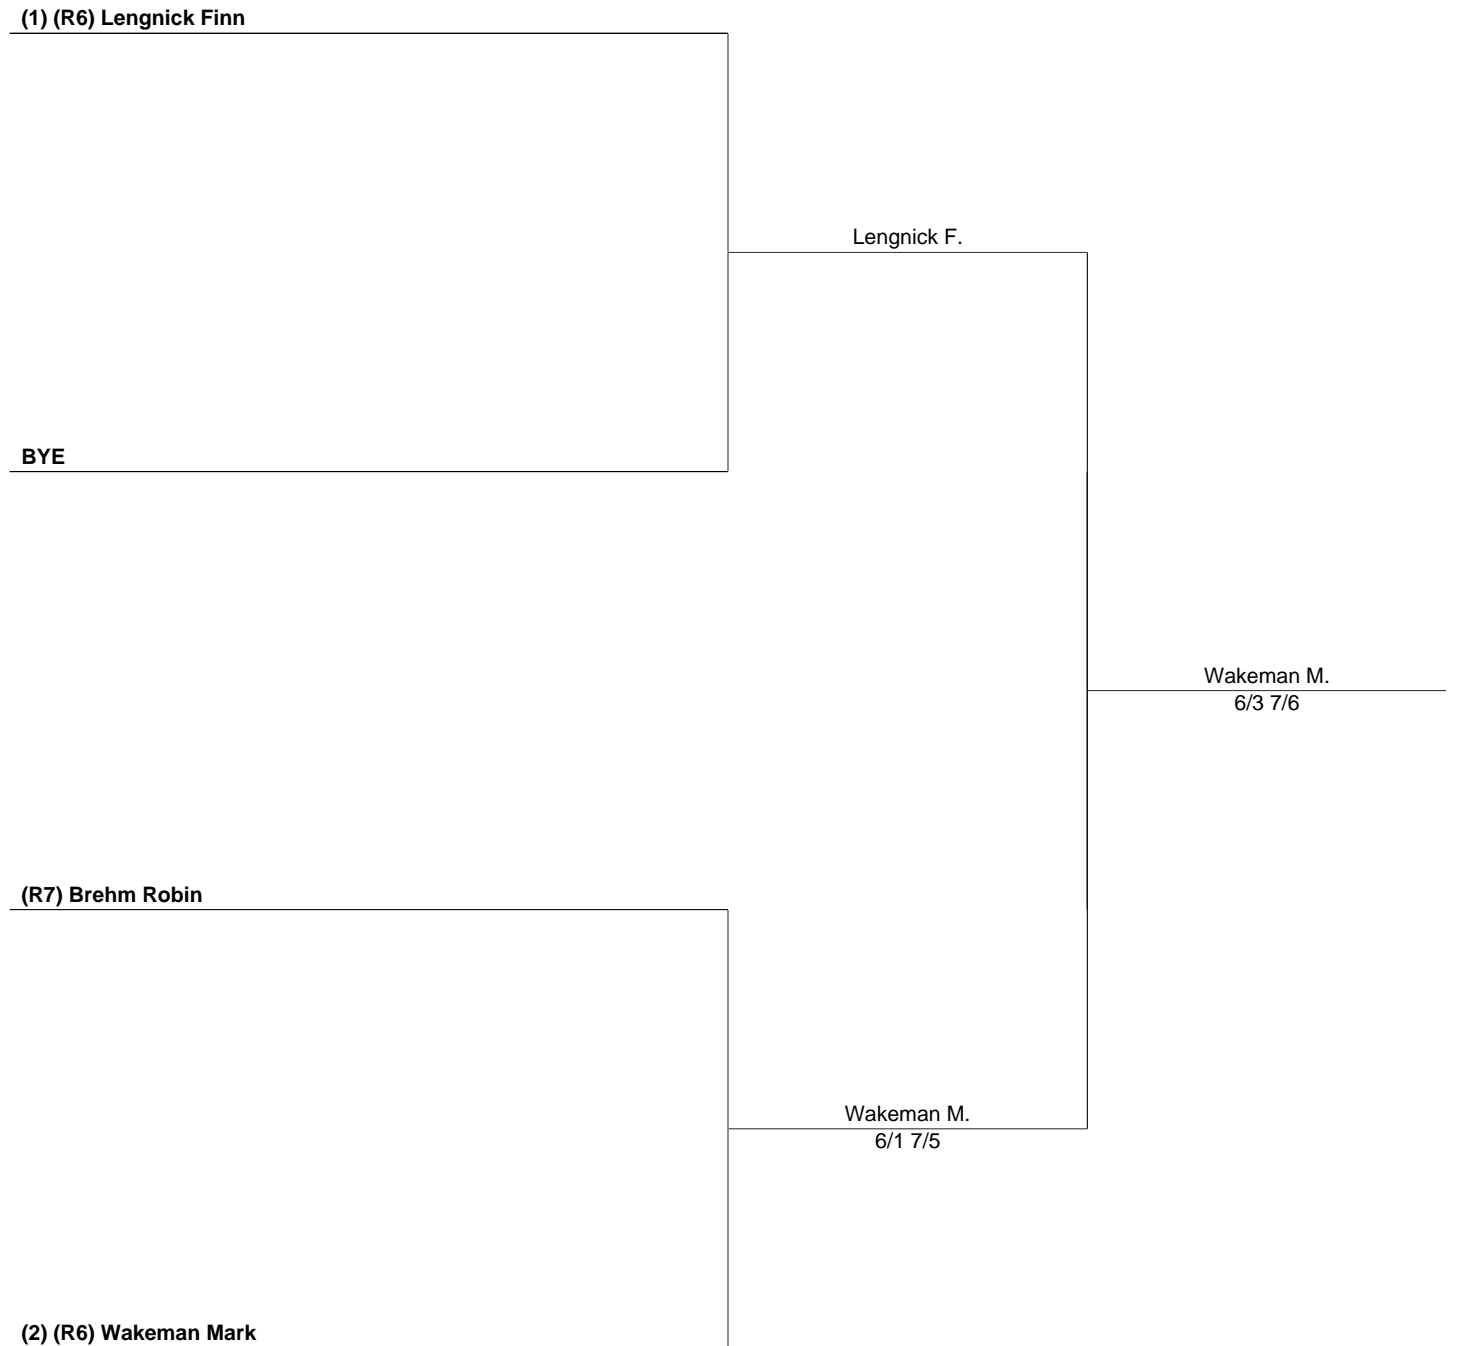 (1) (R6) Lengnick Finn
Lengnick F.
BYE
Wakeman M.
6/3 7/6
(R7) Brehm Robin
Wakeman M.
6/1 7/5
(2) (R6) Wakeman Mark